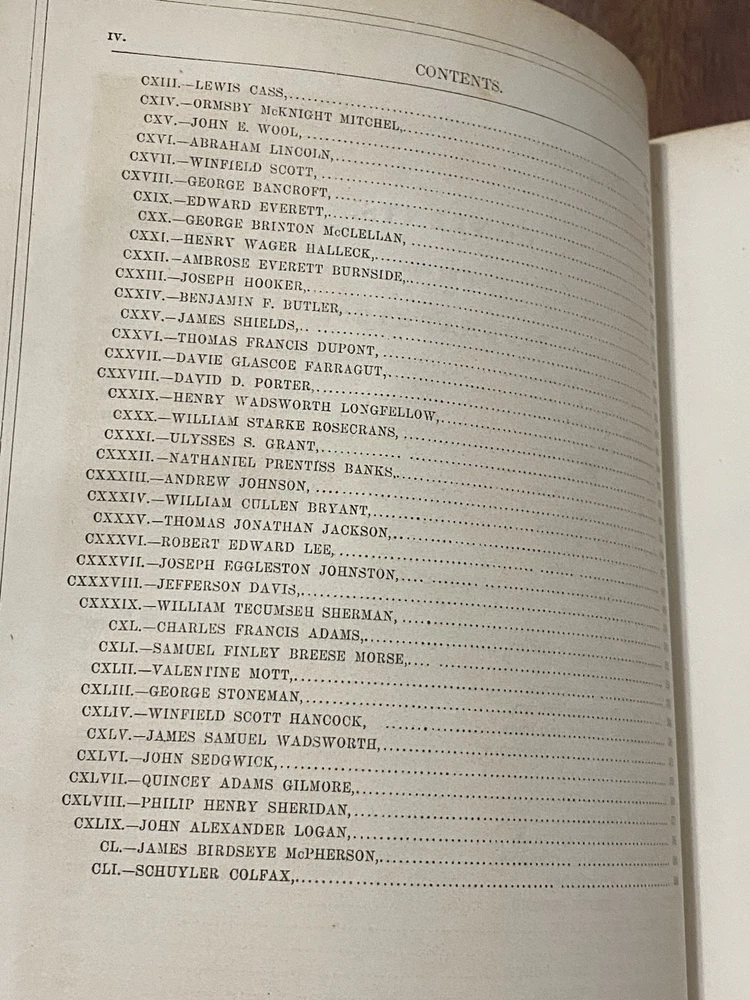 IV.
CONTENTS.
CXIII.—LEWIS CASS,
CXIV.—ORMSBY McKNIGHT MITCHEL,
CXV.—JOHN E. WOOL,
CXVI.—ABRAHAM LINCOLN,
CXVII.—WINFIELD SCOTT,
CXVIII.—GEORGE BANCROFT,
CXIX.—EDWARD EVERETT,
CXX.—GEORGE BRINTON McCLELLAN,
CXXI.—HENRY WAGER HALLECK,
CXXII.—AMBROSE EVERETT BURNSIDE,
CXXIII.—JOSEPH HOOKER,
CXXIV.—BENJAMIN F. BUTLER,
CXXV.—JAMES SHIELDS,
CXXVI.—THOMAS FRANCIS DUPONT,
CXXVII.—DAVIE GLASCOE FARRAGUT,
CXXVIII.—DAVID D. PORTER,
CXXIX.—HENRY WADSWORTH LONGFELLOW,
CXXX.—WILLIAM STARKE ROSECRANS,
CXXXI.—ULYSSES S. GRANT,
CXXXII.—NATHANIEL PRENTISS BANKS,
CXXXIII.—ANDREW JOHNSON,
CXXXIV.—WILLIAM CULLEN BRYANT,
CXXXV.—THOMAS JONATHAN JACKSON,
CXXXVI.—ROBERT EDWARD LEE,
CXXXVII.—JOSEPH EGGLESTON JOHNSTON,
CXXXVIII.—JEFFERSON DAVIS,
CXXXIX.—WILLIAM TECUMSEH SHERMAN,
CXL.—CHARLES FRANCIS ADAMS,
CXLI.—SAMUEL FINLEY BREESE MORSE,
CXLII.—VALENTINE MOTT,
CXLIII.—GEORGE STONEMAN,
CXLIV.—WINFIELD SCOTT HANCOCK,
CXLV.—JAMES SAMUEL WADSWORTH,
CXLVI.—JOHN SEDGWICK,
CXLVII.—QUINCEY ADAMS GILMORE,
CXLVIII.—PHILIP HENRY SHERIDAN,
CXLIX.—JOHN ALEXANDER LOGAN,
CL.—JAMES BIRDSEYE McPHERSON,
CLI.—SCHUYLER COLFAX,